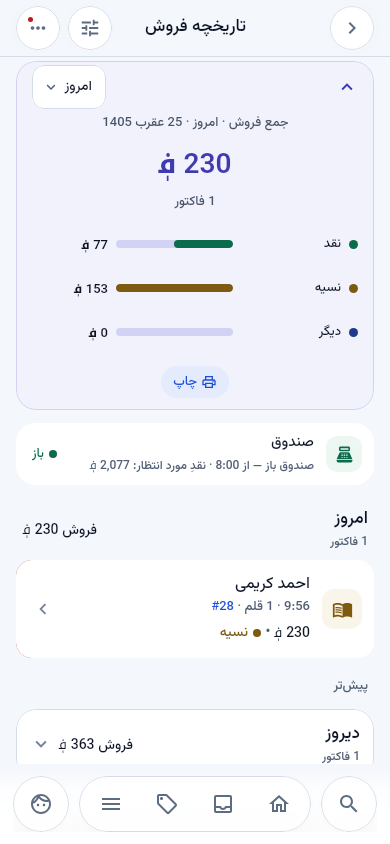 تاریخچه فروش
امروز
جمع فروش · امروز · 25 عقرب 1405
230 ؋
1 فاکتور
نقد 77 ؋
نسیه 153 ؋
دیگر 0 ؋
چاپ
صندوق
باز
صندوق باز — از 8:00 · نقدِ مورد انتظار: 2,077 ؋
امروز
فروش 230 ؋
1 فاکتور
احمد کریمی
9:56 · 1 قلم · #28
230 ؋ • نسیه
پیش‌تر
دیروز
فروش 363 ؋
1 فاکتور